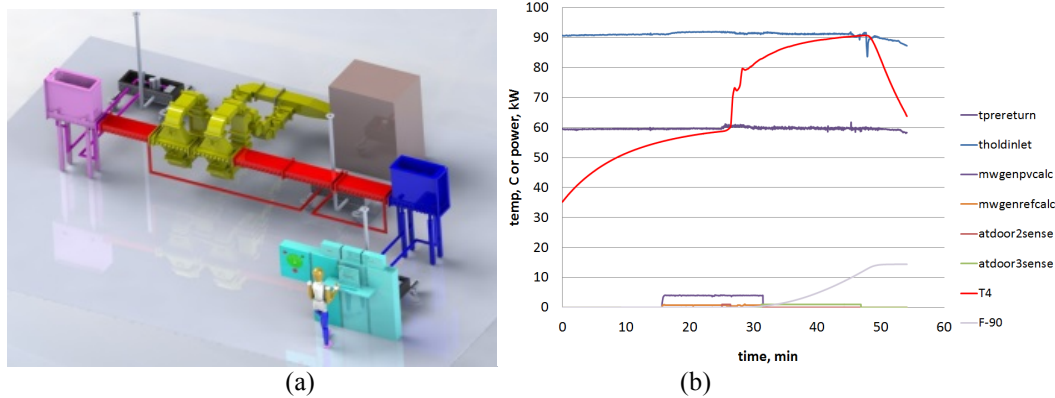 100
90
80
70
60
50
40
30
20
10
0
temp, C or power, kW
0 10 20 30 40 50 60
time, min
tprereturn
tholdinlet
mwgenpvcalc
mwgenrefcalc
atdoor2sense
atdoor3sense
T4
F-90
(a) (b)